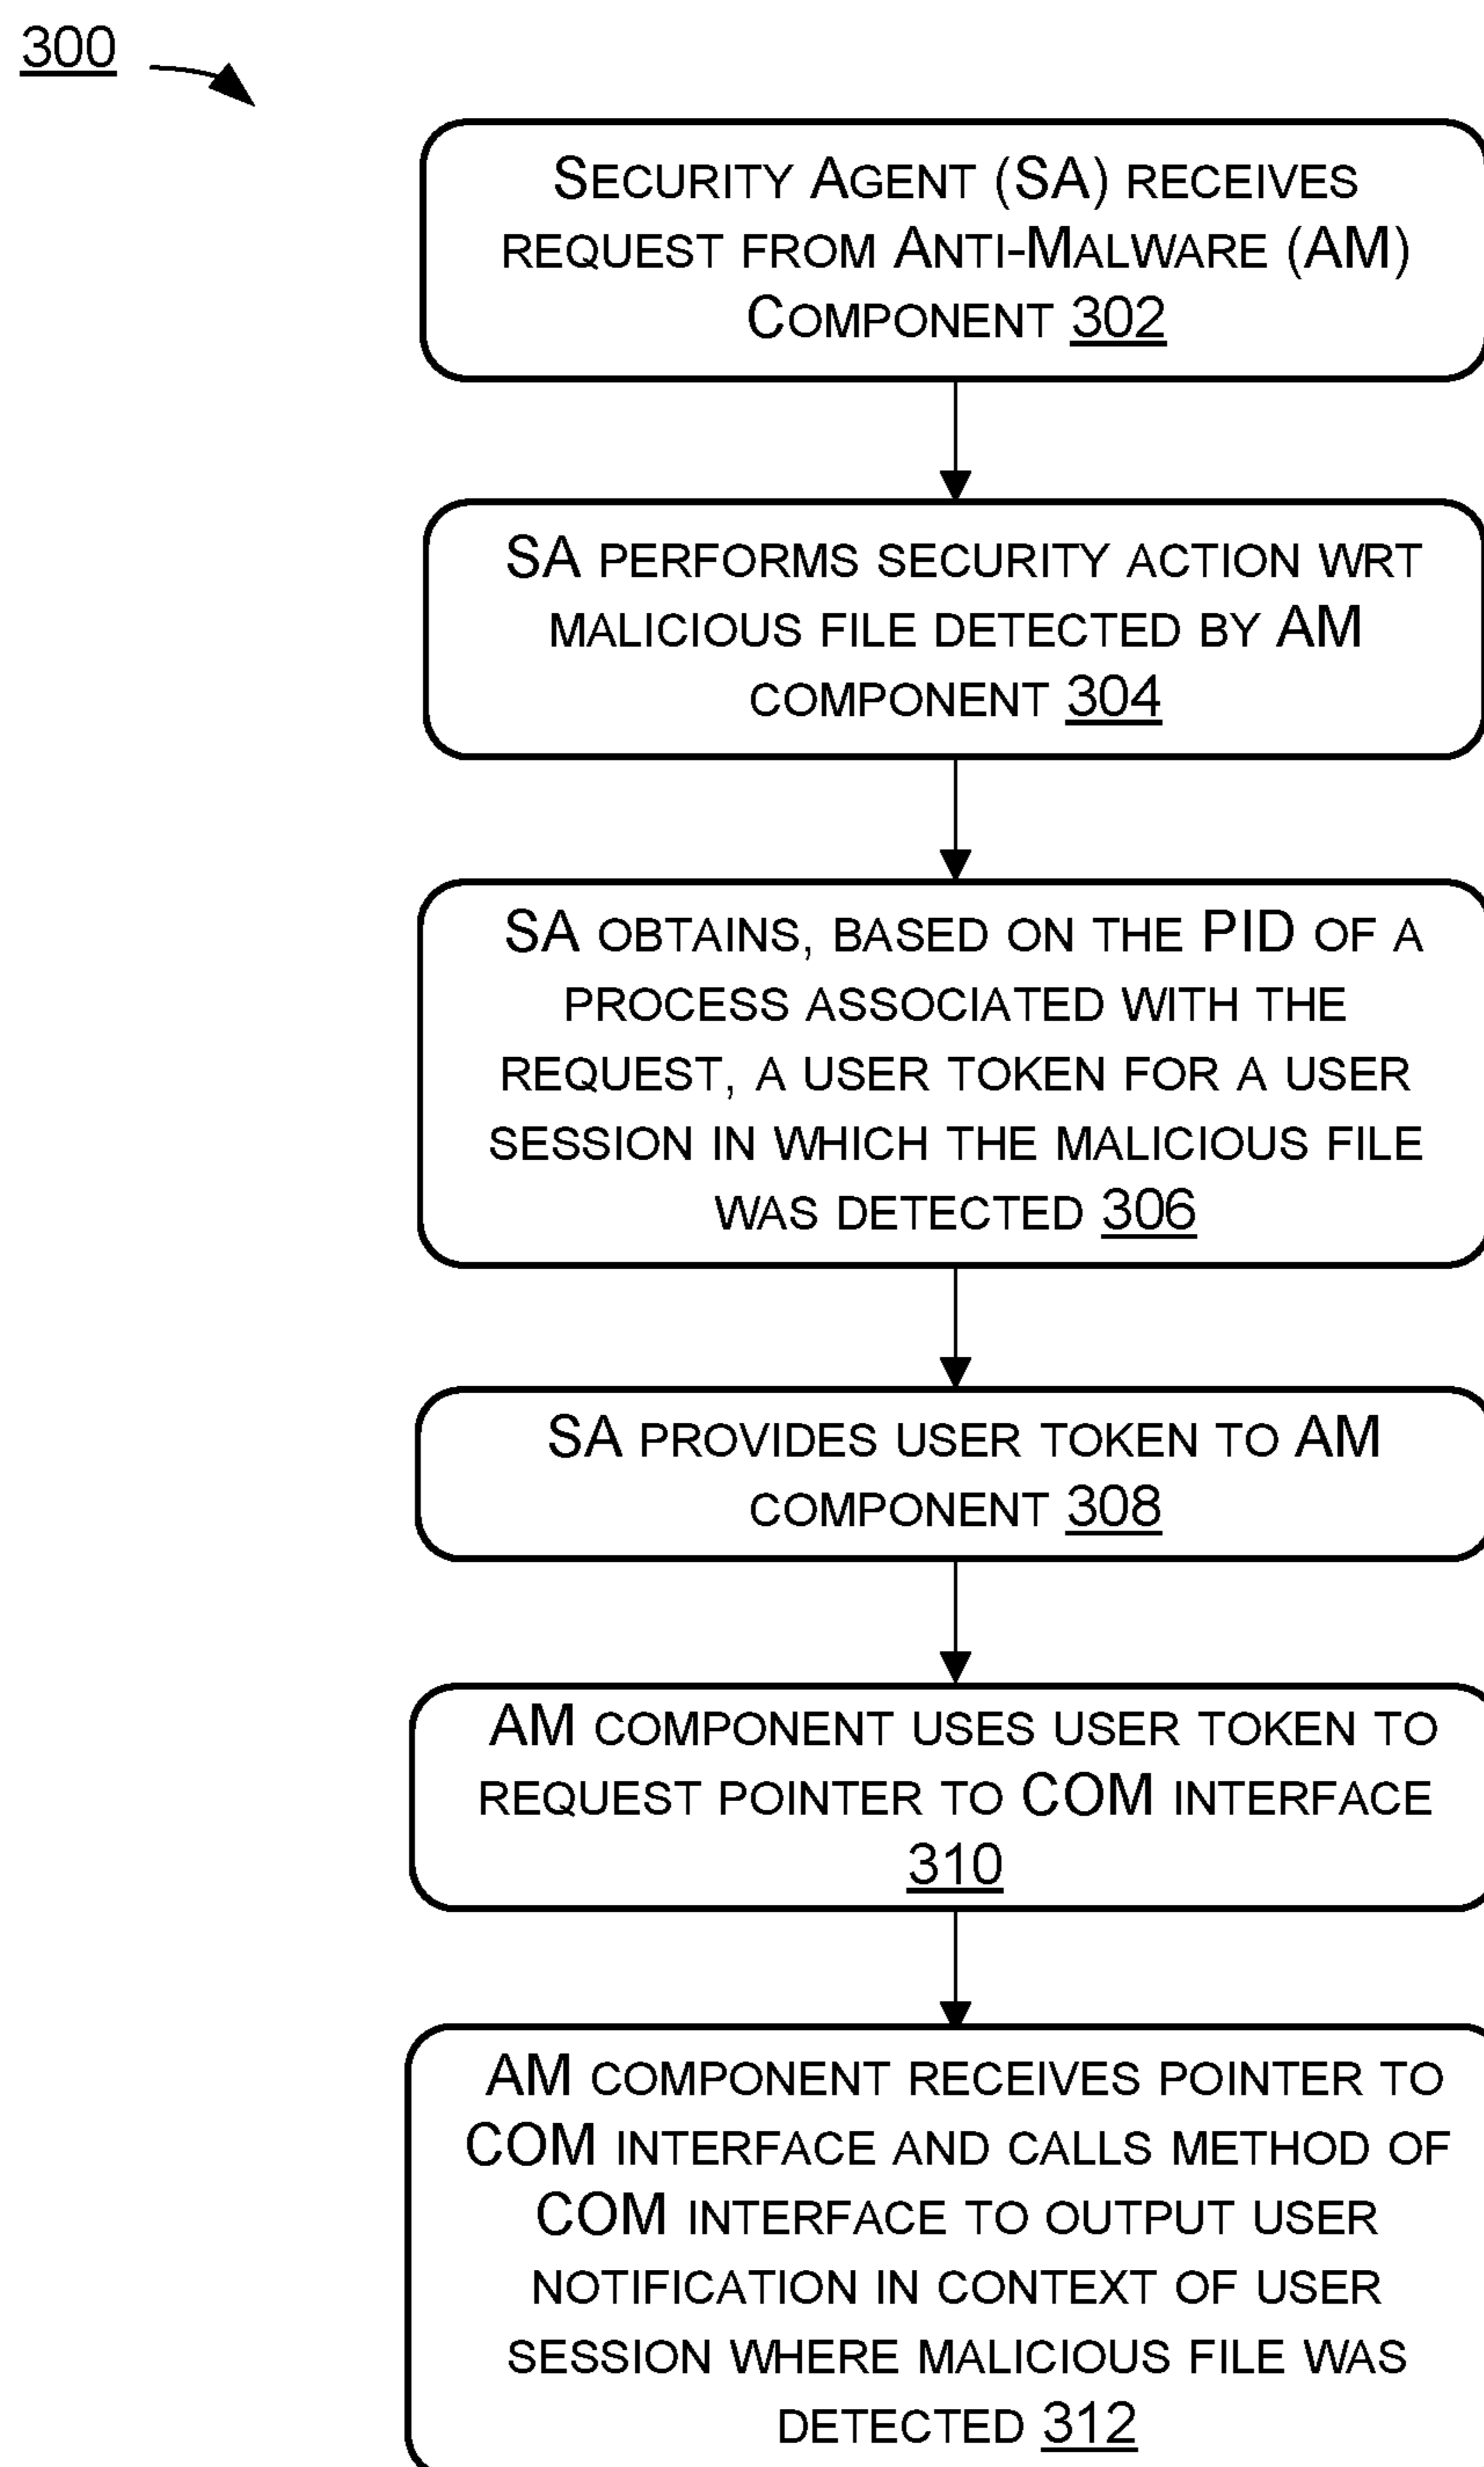 300
Security Agent (SA) receives
request from Anti-Malware (AM)
Component 302
SA performs security action wrt
malicious file detected by AM
component 304
SA obtains, based on the PID of a
process associated with the
request, a user token for a user
session in which the malicious file
was detected 306
SA provides user token to AM
component 308
AM component uses user token to
request pointer to COM interface
310
AM component receives pointer to
COM interface and calls method of
COM interface to output user
notification in context of user
session where malicious file was
detected 312